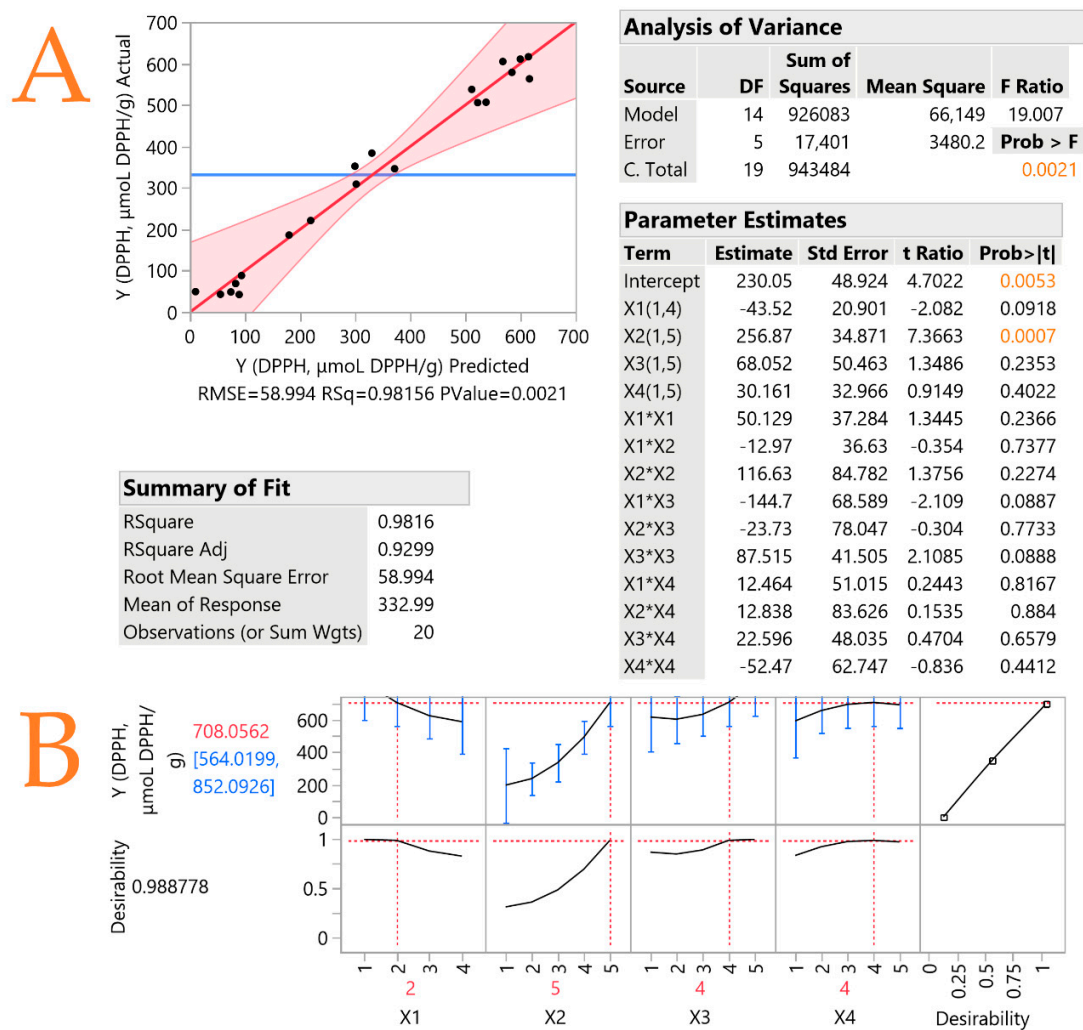 A
Y (DPPH, µmoL DPPH/g) Actual
700
600
500
400
300
200
100
0
0 100 200 300 400 500 600 700
Y (DPPH, µmoL DPPH/g) Predicted
RMSE=58.994 RSq=0.98156 PValue=0.0021
Summary of Fit
RSquare 0.9816
RSquare Adj 0.9299
Root Mean Square Error 58.994
Mean of Response 332.99
Observations (or Sum Wgts) 20
Analysis of Variance
Sum of
Source DF Squares Mean Square F Ratio
Model 14 926083 66,149 19.007
Error 5 17,401 3480.2 Prob > F
C. Total 19 943484 0.0021
Parameter Estimates
Term Estimate Std Error t Ratio Prob>|t|
Intercept 230.05 48.924 4.7022 0.0053
X1(1,4) -43.52 20.901 -2.082 0.0918
X2(1,5) 256.87 34.871 7.3663 0.0007
X3(1,5) 68.052 50.463 1.3486 0.2353
X4(1,5) 30.161 32.966 0.9149 0.4022
X1*X1 50.129 37.284 1.3445 0.2366
X1*X2 -12.97 36.63 -0.354 0.7377
X2*X2 116.63 84.782 1.3756 0.2274
X1*X3 -144.7 68.589 -2.109 0.0887
X2*X3 -23.73 78.047 -0.304 0.7733
X3*X3 87.515 41.505 2.1085 0.0888
X1*X4 12.464 51.015 0.2443 0.8167
X2*X4 12.838 83.626 0.1535 0.884
X3*X4 22.596 48.035 0.4704 0.6579
X4*X4 -52.47 62.747 -0.836 0.4412
B
Y (DPPH,
µmoL DPPH/
g)
708.0562
[564.0199,
852.0926]
600
400
200
0
Desirability
0.988778
1
0.5
0
1 2 3 4 1 2 3 4 5 1 2 3 4 5 1 2 3 4 5 0 0.25 0.5 0.75 1
2 5 4 4
X1 X2 X3 X4 Desirability